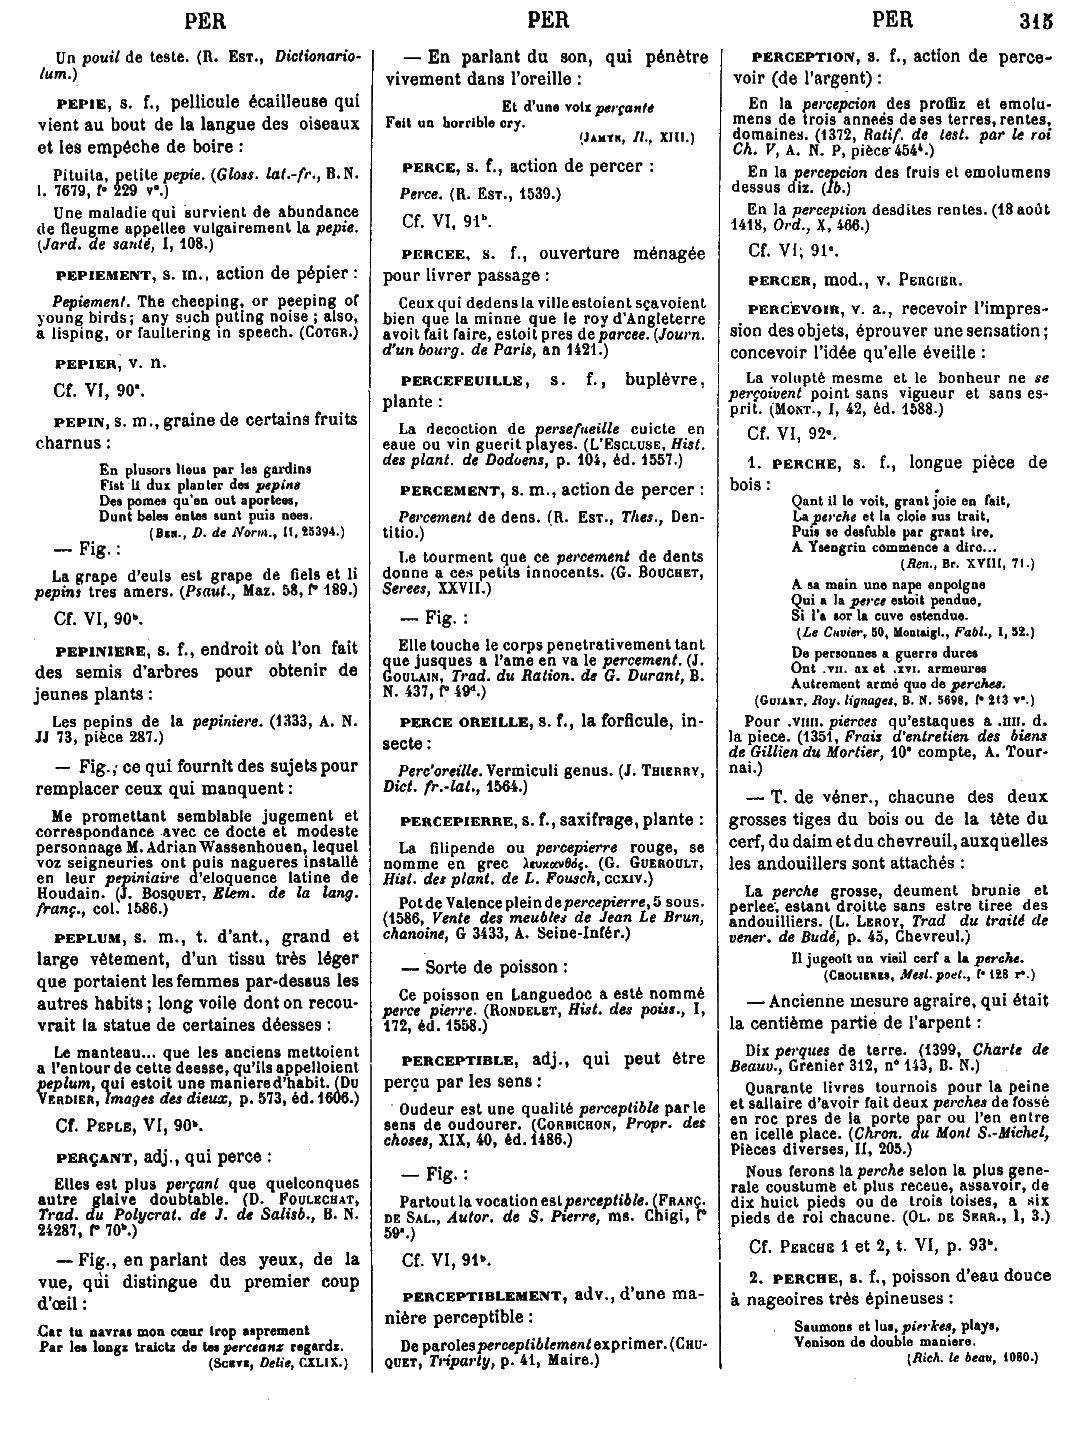 PER PER PER 315
Un pouil de teste. (R. EST., Dictionario-
lum.)
PEPIE, s. f., pellicule écailleuse qui
vient au bout de la langue des oiseaux
et les empéche de boire :
Pituita, petite pepie. (Gloss. lat.-fr., B. N.
l. 7679, f° 229 v°.)
Une maladie qui survient de abundance
de fleugme appellee vulgairement la pepie.
(Jard. de santé, I, 108.)
PEPIEMENT, s. m., action de pépier :
Pepiement. The cheeping, or peeping of
young birds ; any such puting noise ; also,
a lisping, or faultering in speech. (COTGR.)
PEPIER, v. n.
Cf. VI, 90ᵃ.
PEPIN, s. m., graine de certains fruits
charnus :
En plusors lieus par les gardins
Fist li dux planter des pepins
Des pomes qu'en out aportees,
Dunt beles entes sunt puis nees.
(BEN., D. de Norm., II, 25394.)
— Fig. :
La grape d'euls est grape de fiels et li
pepins tres amers. (Psaut., Maz. 58, f° 189.)
Cf. VI, 90ᵇ.
PEPINIERE, s. f., endroit où l'on fait
des semis d'arbres pour obtenir de
jeunes plants :
Les pepins de la pepiniere. (1333, A. N.
JJ 73, pièce 287.)
— Fig., ce qui fournit des sujets pour
remplacer ceux qui manquent :
Me promettant semblable jugement et
correspondance avec ce docte et modeste
personnage M. Adrian Wassenhouen, lequel
voz seigneuries ont puis nagueres installé
en leur pepiniaire d'eloquence latine de
Houdain. (J. BOSQUET, Elem. de la lang.
franç., col. 1586.)
PEPLUM, s. m., t. d'ant., grand et
large vêtement, d'un tissu très léger
que portaient les femmes par-dessus les
autres habits ; long voile dont on recou-
vrait la statue de certaines déesses :
Le manteau... que les anciens mettoient
a l'entour de cette deesse, qu'ils appelloient
peplum, qui estoit une maniere d'habit. (DU
VERDIER, Images des dieux, p. 573, éd. 1606.)
Cf. PEPLE, VI, 90ᵇ.
PERÇANT, adj., qui perce :
Elles est plus perçant que quelconques
autre glaive doubtable. (D. FOULECHAT,
Trad. du Polycrat. de J. de Salisb., B. N.
24287, f° 70ᵇ.)
— Fig., en parlant des yeux, de la
vue, qui distingue du premier coup
d'œil :
Car tu navras mon cœur trop asprement
Par les longz traictz de tes perceanz regardz.
(SCEVE, Delie, CXLIX.)
— En parlant du son, qui pénètre
vivement dans l'oreille :
Et d'une voix perçante
Feit un horrible cry.
(JAMYN, Il., XIII.)
PERCE, s. f., action de percer :
Perce. (R. EST., 1539.)
Cf. VI, 91ᵇ.
PERCEE, s. f., ouverture ménagée
pour livrer passage :
Ceux qui dedens la ville estoient sçavoient
bien que la minne que le roy d'Angleterre
avoit fait faire, estoit pres de parcee. (Journ.
d'un bourg. de Paris, an 1421.)
PERCEFEUILLE, s. f., buplèvre,
plante :
La decoction de persefueille cuicte en
eaue ou vin guerit playes. (L'ESCLUSE, Hist.
des plant. de Dodoens, p. 104, éd. 1557.)
PERCEMENT, s. m., action de percer :
Percement de dens. (R. EST., Thes., Den-
titio.)
Le tourment que ce percement de dents
donne a ces petits innocents. (G. BOUCHET,
Serees, XXVII.)
— Fig. :
Elle touche le corps penetrativement tant
que jusques a l'ame en va le percement. (J.
GOULAIN, Trad. du Ration. de G. Durant, B.
N. 437, f° 49ᵈ.)
PERCE OREILLE, s. f., la forficule, in-
secte :
Perc'oreille. Vermiculi genus. (J. THIERRY,
Dict. fr.-lat., 1564.)
PERCEPIERRE, s. f., saxifrage, plante :
La filipende ou percepierre rouge, se
nomme en grec λευκανθός. (G. GUEROULT,
Hist. des plant. de L. Fousch, CCXIV.)
Pot de Valence plein de percepierre, 5 sous.
(1586, Vente des meubles de Jean Le Brun,
chanoine, G 3433, A. Seine-Infér.)
— Sorte de poisson :
Ce poisson en Languedoc a esté nommé
perce pierre. (RONDELET, Hist. des poiss., I,
172, éd. 1558.)
PERCEPTIBLE, adj., qui peut être
perçu par les sens :
Oudeur est une qualité perceptible par le
sens de oudourer. (CORBICHON, Propr. des
choses, XIX, 40, éd. 1486.)
— Fig. :
Partout la vocation est perceptible. (FRANÇ.
DE SAL., Autor. de S. Pierre, ms. Chigi, f°
59ᵃ.)
Cf. VI, 91ᵇ.
PERCEPTIBLEMENT, adv., d'une ma-
nière perceptible :
De paroles perceptiblement exprimer. (CHU-
QUET, Triparty, p. 41, Maire.)
PERCEPTION, s. f., action de perce-
voir (de l'argent) :
En la percepcion des proffiz et emolu-
mens de trois anneés de ses terres, rentes,
domaines. (1372, Ratif. de test. par le roi
Ch. V, A. N. P, pièce 454⁴.)
En la percepcion des fruis et emolumens
dessus diz. (Ib.)
En la perception desdites rentes. (18 août
1418, Ord., X, 466.)
Cf. VI, 91ᵃ.
PERCER, mod., v. PERCIER.
PERCEVOIR, v. a., recevoir l'impres-
sion des objets, éprouver une sensation ;
concevoir l'idée qu'elle éveille :
La volupté mesme et le bonheur ne se
perçoivent point sans vigueur et sans es-
prit. (MONT., I, 42, éd. 1588.)
Cf. VI, 92ᵃ.
1. PERCHE, s. f., longue pièce de
bois :
Qant il le voit, grant joie en fait,
La perche et la cloie sus trait,
Puis se desfuble par grant ire,
A Ysengrin commence a dire...
(Ren., Br. XVIII, 71.)
A sa main une nape enpoigne
Qui a la perce estoit pendue,
Si l'a sor la cuve estendue.
(Le Cuvier, 50, Montaigl., Fabl., I, 52.)
De personnes a guerre dures
Ont .VII. ax et .XVI. armeures
Autrement armé que de perches.
(GUIART, Roy. lignages, B. N. 5698, f° 213 v°.)
Pour .VIIII. pierces qu'estaques a .IIII. d.
la piece. (1351, Frais d'entretien des biens
de Gillien du Mortier, 10° compte, A. Tour-
nai.)
— T. de véner., chacune des deux
grosses tiges du bois ou de la tête du
cerf, du daim et du chevreuil, auxquelles
les andouillers sont attachés :
La perche grosse, deument brunie et
perlee, estant droitte sans estre tiree des
andouilliers. (L. LEROY, Trad du traité de
vener. de Budé, p. 45, Chevreul.)
Il jugeoit un vieil cerf a la perche.
(CHOLIERES, Mesl. poet., f° 128 r°.)
— Ancienne mesure agraire, qui était
la centième partie de l'arpent :
Dix perques de terre. (1399, Charte de
Beauv., Grenier 312, n° 143, B. N.)
Quarante livres tournois pour la peine
et sallaire d'avoir fait deux perches de fossé
en roc pres de la porte par ou l'en entre
en icelle place. (Chron. du Mont S.-Michel,
Pièces diverses, II, 205.)
Nous ferons la perche selon la plus gene-
rale coustume et plus receue, assavoir, de
dix huict pieds ou de trois toises, a six
pieds de roi chacune. (OL. DE SERR., I, 3.)
Cf. PERCHE 1 et 2, t. VI, p. 93ᵇ.
2. PERCHE, s. f., poisson d'eau douce
à nageoires très épineuses :
Saumons et lus, pierkes, plays,
Venison de double maniere.
(Rich. le beau, 1080.)